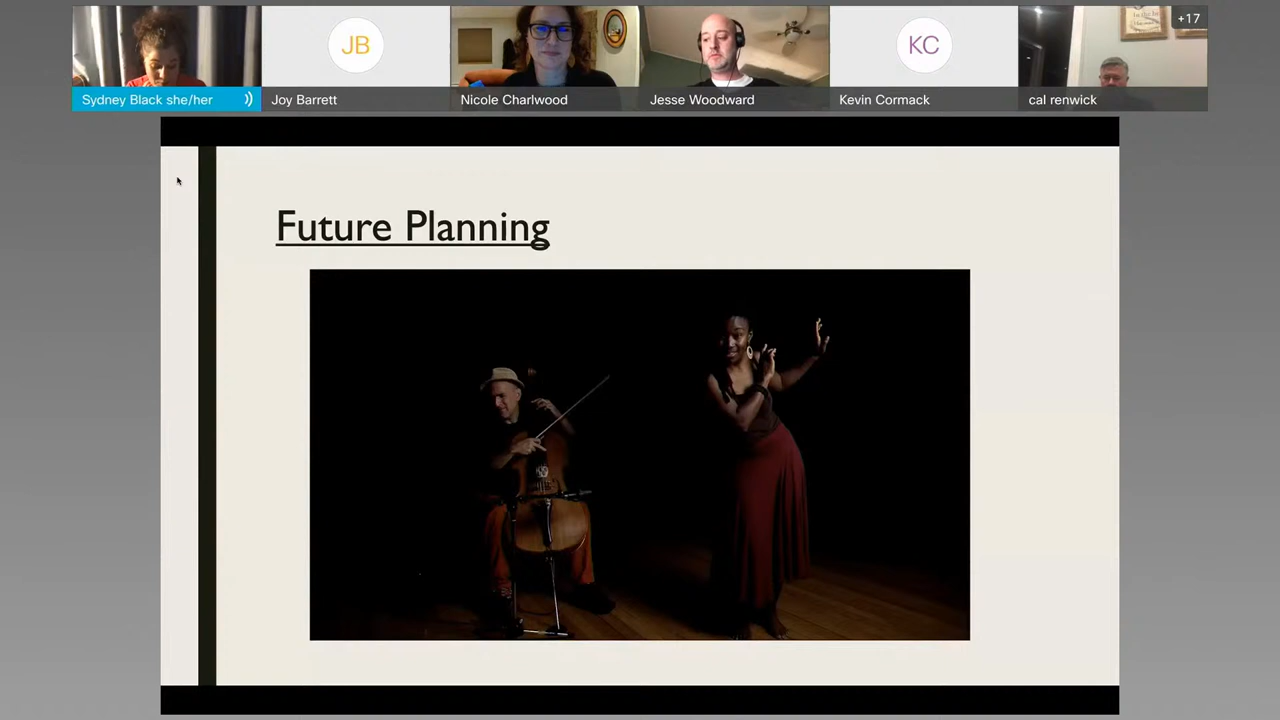 +17
JB
KC
Sydney Black she/her
Joy Barrett
Nicole Charlwood
Jesse Woodward
Kevin Cormack
cal renwick
Future Planning